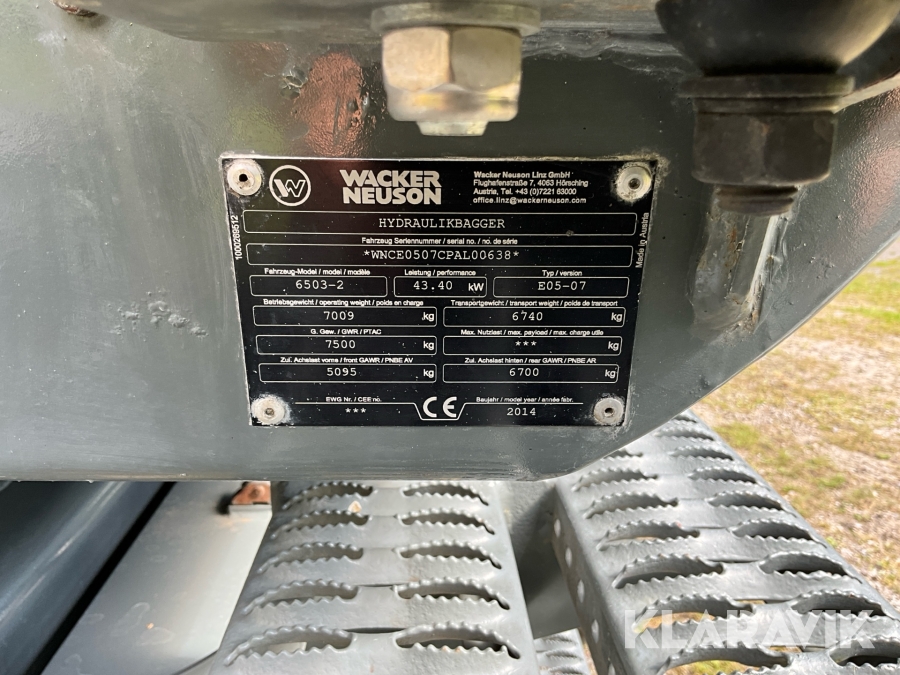 WACKER
NEUSON
Wacker Neuson Linz GmbH
Flughafenstraße 7, 4063 Hörsching
Austria, Tel. +43 (0)7221 63000
office.linz@wackerneuson.com
HYDRAULIKBAGGER
Fahrzeug Seriennummer / serial no. / no. de série
*WNCE0507CPAL00638*
Fahrzeug-Model / model / modèle
Leistung / performance
Typ / version
6503-2
43.40 kW
E05-07
Betriebsgewicht / operating weight / poids en charge
Transportgewicht / transport weight / poids de transport
7009 kg
6740 kg
G. Gew. / GWR / PTAC
Max. Nutzlast / max. payload / max. charge utile
7500 kg
*** kg
Zul. Achslast vorne / front GAWR / PNBE AV
Zul. Achslast hinten / rear GAWR / PNBE AR
5095 kg
6700 kg
EWG Nr. / CEE no.
***
CE
Baujahr / model year / année fabr.
2014
1000269512
Made in Austria
KLARAVIK